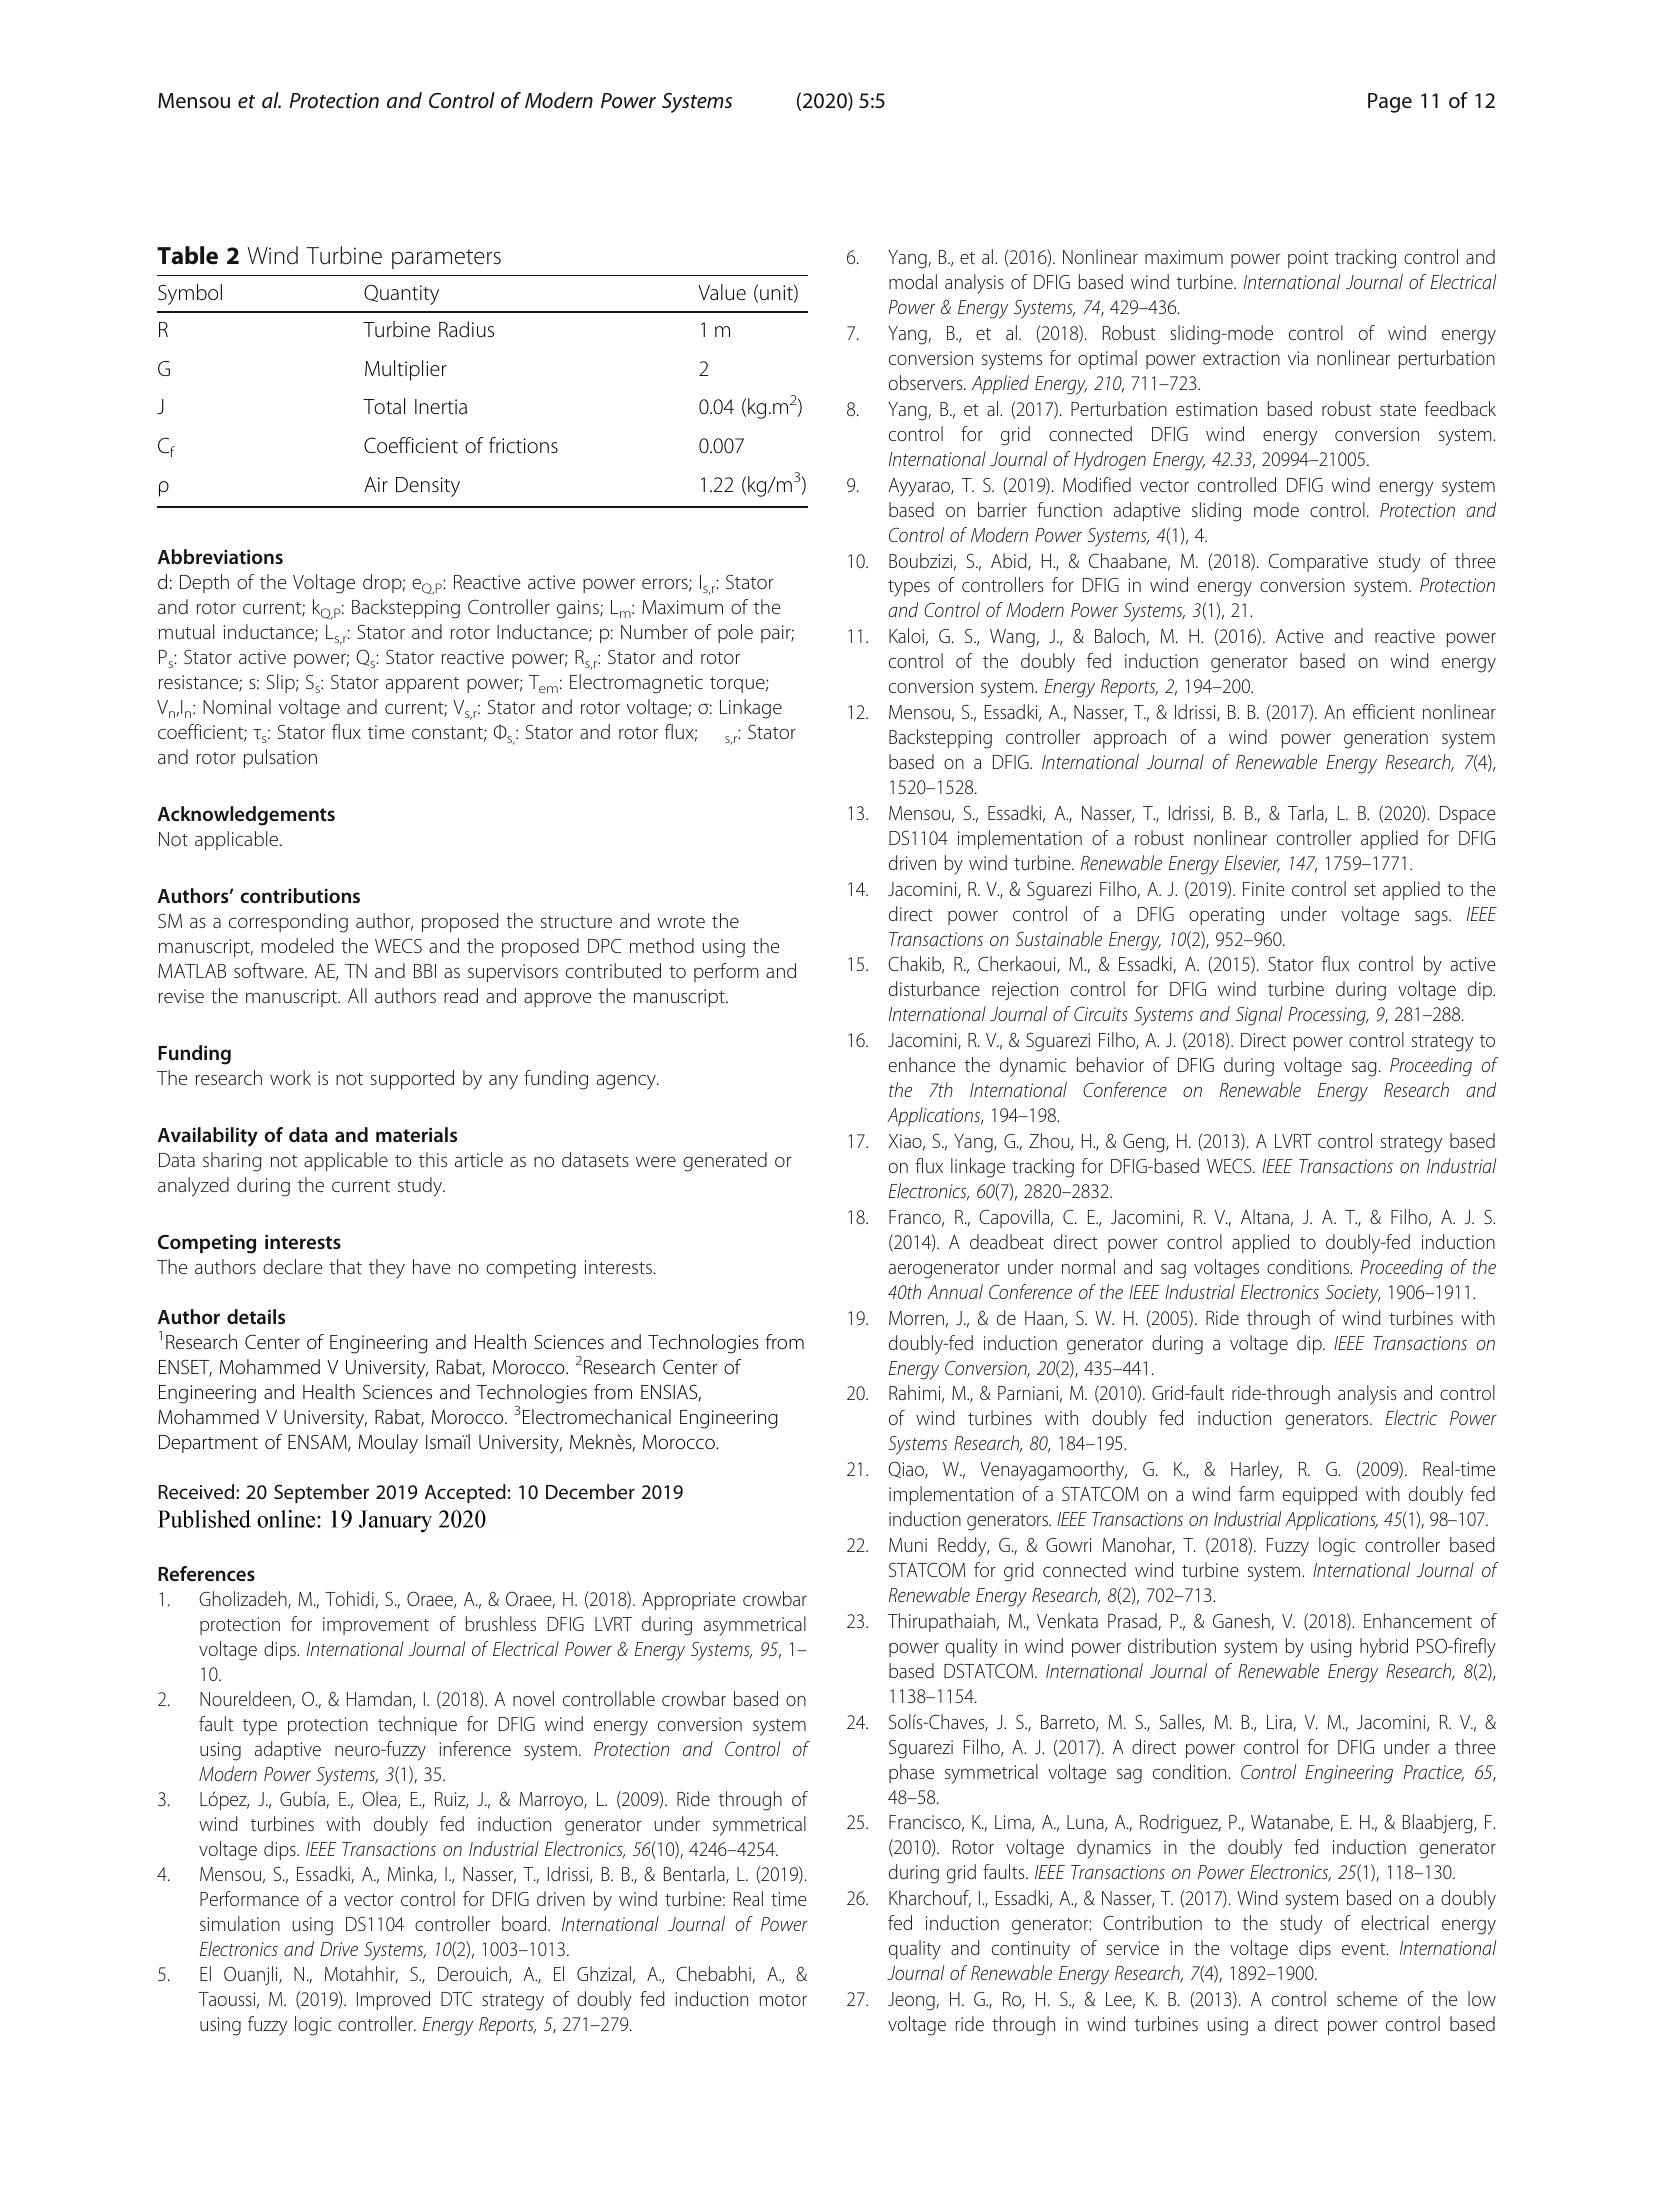 Mensou et al. Protection and Control of Modern Power Systems (2020) 5:5 Page 11 of 12
Table 2 Wind Turbine parameters
Symbol Quantity Value (unit)
R Turbine Radius 1 m
G Multiplier 2
J Total Inertia 0.04 (kg.m²)
Cf Coefficient of frictions 0.007
ρ Air Density 1.22 (kg/m³)
Abbreviations
d: Depth of the Voltage drop; eQ,P: Reactive active power errors; Is,r: Stator
and rotor current; kQ,P: Backstepping Controller gains; Lm: Maximum of the
mutual inductance; Ls,r: Stator and rotor Inductance; p: Number of pole pair;
Ps: Stator active power; Qs: Stator reactive power; Rs,r: Stator and rotor
resistance; s: Slip; Ss: Stator apparent power; Tem: Electromagnetic torque;
Vn,In: Nominal voltage and current; Vs,r: Stator and rotor voltage; σ: Linkage
coefficient; τs: Stator flux time constant; Φs,: Stator and rotor flux; s,r: Stator
and rotor pulsation
Acknowledgements
Not applicable.
Authors' contributions
SM as a corresponding author, proposed the structure and wrote the
manuscript, modeled the WECS and the proposed DPC method using the
MATLAB software. AE, TN and BBI as supervisors contributed to perform and
revise the manuscript. All authors read and approve the manuscript.
Funding
The research work is not supported by any funding agency.
Availability of data and materials
Data sharing not applicable to this article as no datasets were generated or
analyzed during the current study.
Competing interests
The authors declare that they have no competing interests.
Author details
¹Research Center of Engineering and Health Sciences and Technologies from
ENSET, Mohammed V University, Rabat, Morocco. ²Research Center of
Engineering and Health Sciences and Technologies from ENSIAS,
Mohammed V University, Rabat, Morocco. ³Electromechanical Engineering
Department of ENSAM, Moulay Ismaïl University, Meknès, Morocco.
Received: 20 September 2019 Accepted: 10 December 2019
Published online: 19 January 2020
References
1. Gholizadeh, M., Tohidi, S., Oraee, A., & Oraee, H. (2018). Appropriate crowbar
protection for improvement of brushless DFIG LVRT during asymmetrical
voltage dips. International Journal of Electrical Power & Energy Systems, 95, 1–
10.
2. Noureldeen, O., & Hamdan, I. (2018). A novel controllable crowbar based on
fault type protection technique for DFIG wind energy conversion system
using adaptive neuro-fuzzy inference system. Protection and Control of
Modern Power Systems, 3(1), 35.
3. López, J., Gubía, E., Olea, E., Ruiz, J., & Marroyo, L. (2009). Ride through of
wind turbines with doubly fed induction generator under symmetrical
voltage dips. IEEE Transactions on Industrial Electronics, 56(10), 4246–4254.
4. Mensou, S., Essadki, A., Minka, I., Nasser, T., Idrissi, B. B., & Bentarla, L. (2019).
Performance of a vector control for DFIG driven by wind turbine: Real time
simulation using DS1104 controller board. International Journal of Power
Electronics and Drive Systems, 10(2), 1003–1013.
5. El Ouanjli, N., Motahhir, S., Derouich, A., El Ghzizal, A., Chebabhi, A., &
Taoussi, M. (2019). Improved DTC strategy of doubly fed induction motor
using fuzzy logic controller. Energy Reports, 5, 271–279.
6. Yang, B., et al. (2016). Nonlinear maximum power point tracking control and
modal analysis of DFIG based wind turbine. International Journal of Electrical
Power & Energy Systems, 74, 429–436.
7. Yang, B., et al. (2018). Robust sliding-mode control of wind energy
conversion systems for optimal power extraction via nonlinear perturbation
observers. Applied Energy, 210, 711–723.
8. Yang, B., et al. (2017). Perturbation estimation based robust state feedback
control for grid connected DFIG wind energy conversion system.
International Journal of Hydrogen Energy, 42.33, 20994–21005.
9. Ayyarao, T. S. (2019). Modified vector controlled DFIG wind energy system
based on barrier function adaptive sliding mode control. Protection and
Control of Modern Power Systems, 4(1), 4.
10. Boubzizi, S., Abid, H., & Chaabane, M. (2018). Comparative study of three
types of controllers for DFIG in wind energy conversion system. Protection
and Control of Modern Power Systems, 3(1), 21.
11. Kaloi, G. S., Wang, J., & Baloch, M. H. (2016). Active and reactive power
control of the doubly fed induction generator based on wind energy
conversion system. Energy Reports, 2, 194–200.
12. Mensou, S., Essadki, A., Nasser, T., & Idrissi, B. B. (2017). An efficient nonlinear
Backstepping controller approach of a wind power generation system
based on a DFIG. International Journal of Renewable Energy Research, 7(4),
1520–1528.
13. Mensou, S., Essadki, A., Nasser, T., Idrissi, B. B., & Tarla, L. B. (2020). Dspace
DS1104 implementation of a robust nonlinear controller applied for DFIG
driven by wind turbine. Renewable Energy Elsevier, 147, 1759–1771.
14. Jacomini, R. V., & Sguarezi Filho, A. J. (2019). Finite control set applied to the
direct power control of a DFIG operating under voltage sags. IEEE
Transactions on Sustainable Energy, 10(2), 952–960.
15. Chakib, R., Cherkaoui, M., & Essadki, A. (2015). Stator flux control by active
disturbance rejection control for DFIG wind turbine during voltage dip.
International Journal of Circuits Systems and Signal Processing, 9, 281–288.
16. Jacomini, R. V., & Sguarezi Filho, A. J. (2018). Direct power control strategy to
enhance the dynamic behavior of DFIG during voltage sag. Proceeding of
the 7th International Conference on Renewable Energy Research and
Applications, 194–198.
17. Xiao, S., Yang, G., Zhou, H., & Geng, H. (2013). A LVRT control strategy based
on flux linkage tracking for DFIG-based WECS. IEEE Transactions on Industrial
Electronics, 60(7), 2820–2832.
18. Franco, R., Capovilla, C. E., Jacomini, R. V., Altana, J. A. T., & Filho, A. J. S.
(2014). A deadbeat direct power control applied to doubly-fed induction
aerogenerator under normal and sag voltages conditions. Proceeding of the
40th Annual Conference of the IEEE Industrial Electronics Society, 1906–1911.
19. Morren, J., & de Haan, S. W. H. (2005). Ride through of wind turbines with
doubly-fed induction generator during a voltage dip. IEEE Transactions on
Energy Conversion, 20(2), 435–441.
20. Rahimi, M., & Parniani, M. (2010). Grid-fault ride-through analysis and control
of wind turbines with doubly fed induction generators. Electric Power
Systems Research, 80, 184–195.
21. Qiao, W., Venayagamoorthy, G. K., & Harley, R. G. (2009). Real-time
implementation of a STATCOM on a wind farm equipped with doubly fed
induction generators. IEEE Transactions on Industrial Applications, 45(1), 98–107.
22. Muni Reddy, G., & Gowri Manohar, T. (2018). Fuzzy logic controller based
STATCOM for grid connected wind turbine system. International Journal of
Renewable Energy Research, 8(2), 702–713.
23. Thirupathaiah, M., Venkata Prasad, P., & Ganesh, V. (2018). Enhancement of
power quality in wind power distribution system by using hybrid PSO-firefly
based DSTATCOM. International Journal of Renewable Energy Research, 8(2),
1138–1154.
24. Solís-Chaves, J. S., Barreto, M. S., Salles, M. B., Lira, V. M., Jacomini, R. V., &
Sguarezi Filho, A. J. (2017). A direct power control for DFIG under a three
phase symmetrical voltage sag condition. Control Engineering Practice, 65,
48–58.
25. Francisco, K., Lima, A., Luna, A., Rodriguez, P., Watanabe, E. H., & Blaabjerg, F.
(2010). Rotor voltage dynamics in the doubly fed induction generator
during grid faults. IEEE Transactions on Power Electronics, 25(1), 118–130.
26. Kharchouf, I., Essadki, A., & Nasser, T. (2017). Wind system based on a doubly
fed induction generator: Contribution to the study of electrical energy
quality and continuity of service in the voltage dips event. International
Journal of Renewable Energy Research, 7(4), 1892–1900.
27. Jeong, H. G., Ro, H. S., & Lee, K. B. (2013). A control scheme of the low
voltage ride through in wind turbines using a direct power control based